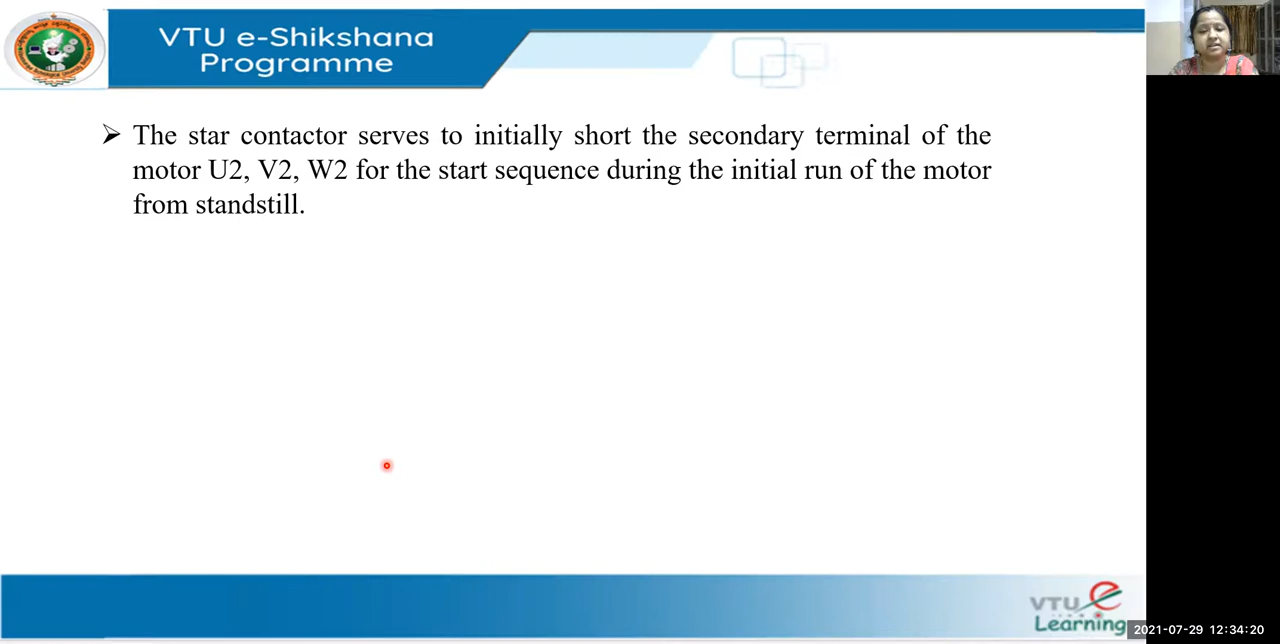 VTU e-Shikshana
Programme
➢ The star contactor serves to initially short the secondary terminal of the
motor U2, V2, W2 for the start sequence during the initial run of the motor
from standstill.
VTU e
Learning
2021-07-29 12:34:20